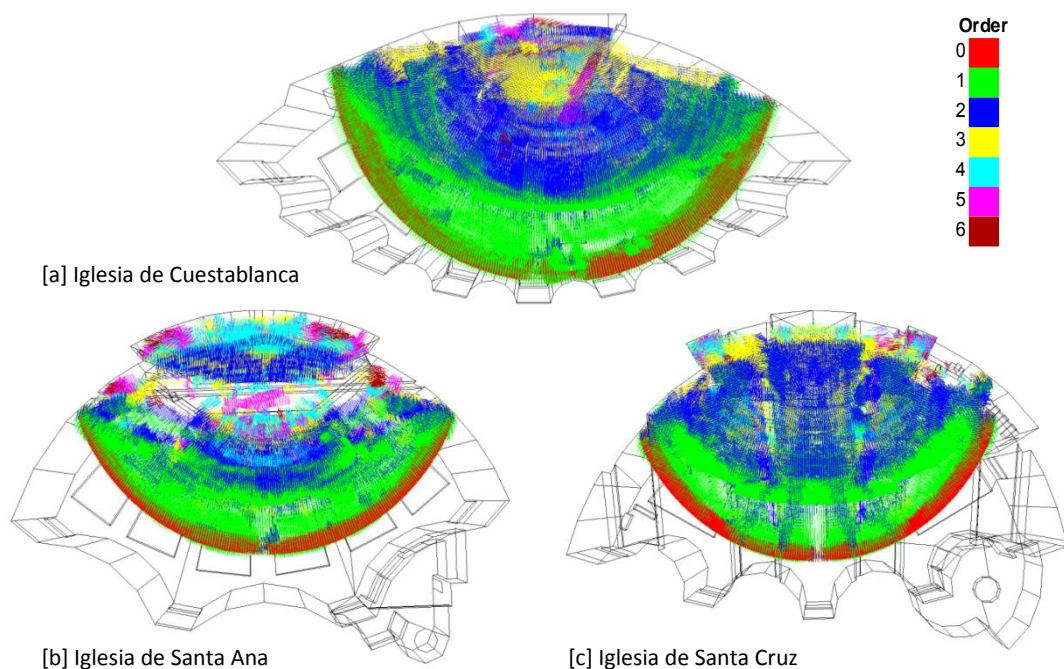 Order
0
1
2
3
4
5
6
[a] Iglesia de Cuestablanca
[b] Iglesia de Santa Ana
[c] Iglesia de Santa Cruz